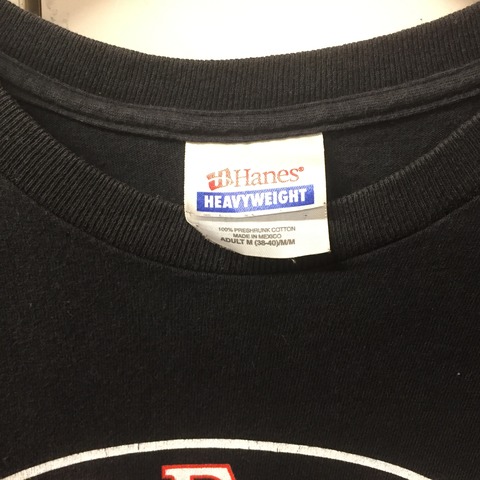 Hanes®
HEAVYWEIGHT
100% PRESHRUNK COTTON
MADE IN MEXICO
ADULT M (38-40)/M/M